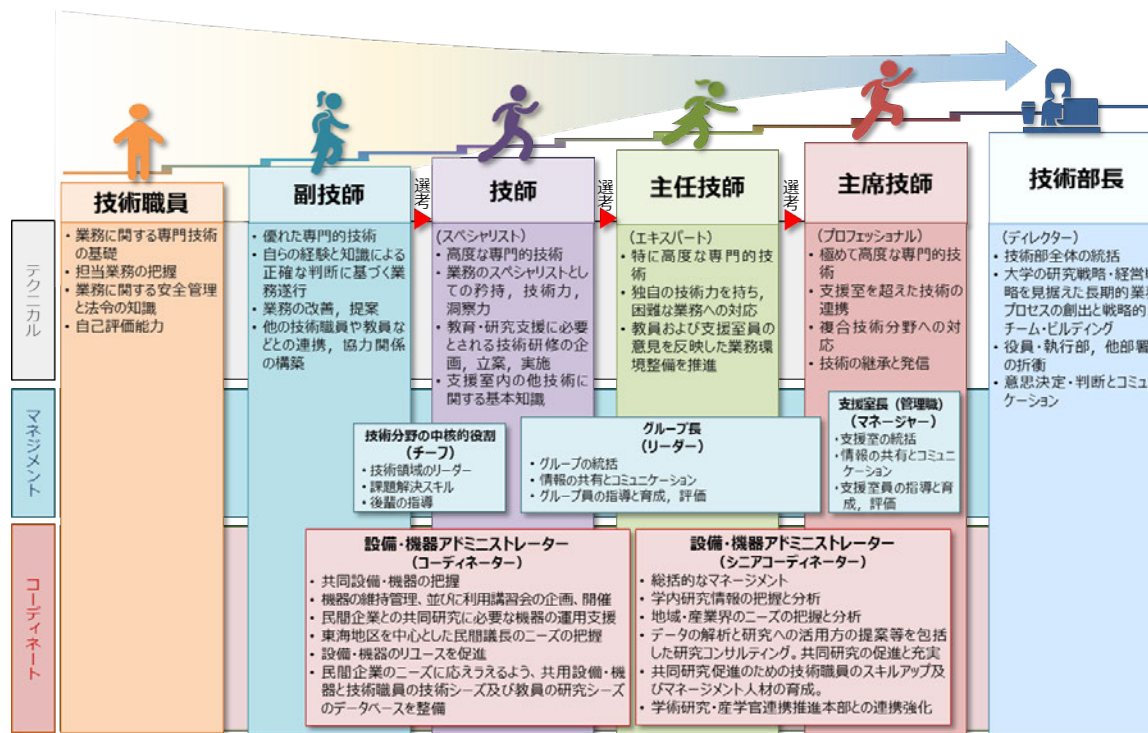 技術職員
副技師
選考
技師
選考
主任技師
選考
主席技師
技術部長
テクニカル
・業務に関する専門技術
の基礎
・担当業務の把握
・業務に関する安全管理
と法令の知識
・自己評価能力
・優れた専門的技術
・自らの経験と知識による
正確な判断に基づく業
務遂行
・業務の改善，提案
・他の技術職員や教員な
どとの連携，協力関係
の構築
(スペシャリスト)
・高度な専門的技術
・業務のスペシャリストとし
ての矜持，技術力，
洞察力
・教育・研究支援に必要
とされる技術研修の企
画，立案，実施
・支援室内の他技術に
関する基本知識
(エキスパート)
・特に高度な専門的技
術
・独自の技術力を持ち，
困難な業務への対応
・教員および支援室員の
意見を反映した業務環
境整備を推進
(プロフェッショナル)
・極めて高度な専門的技
術
・支援室を超えた技術の
連携
・複合技術分野への対
応
・技術の継承と発信
(ディレクター)
・技術部全体の統括
・大学の研究戦略・経営
略を見据えた長期的業
プロセスの創出と戦略的
チーム・ビルディング
・役員・執行部，他部署
の折衝
・意思決定・判断とコミュ
ケーション
マネジメント
技術分野の中核的役割
(チーフ)
・技術領域のリーダー
・課題解決スキル
・後輩の指導
グループ長
(リーダー)
・グループの統括
・情報の共有とコミュニケーション
・グループ員の指導と育成，評価
支援室長 (管理職)
(マネージャー)
・支援室の統括
・情報の共有とコミュニ
ケーション
・支援室員の指導と育
成，評価
コーディネート
設備・機器アドミニストレーター
(コーディネーター)
・共同設備・機器の把握
・機器の維持管理、並びに利用講習会の企画、開催
・民間企業との共同研究に必要な機器の運用支援
・東海地区を中心とした民間議長のニーズの把握
・設備・機器のリユースを促進
・民間企業のニーズに応えうえるよう、共用設備・機
器と技術職員の技術シーズ及び教員の研究シーズ
のデータベースを整備
設備・機器アドミニストレーター
(シニアコーディネーター)
・総括的なマネージメント
・学内研究情報の把握と分析
・地域・産業界のニーズの把握と分析
・データの解析と研究への活用方の提案等を包括
した研究コンサルティング。共同研究の促進と充実
・共同研究促進のための技術職員のスキルアップ及
びマネージメント人材の育成。
・学術研究・産学官連携推進本部との連携強化